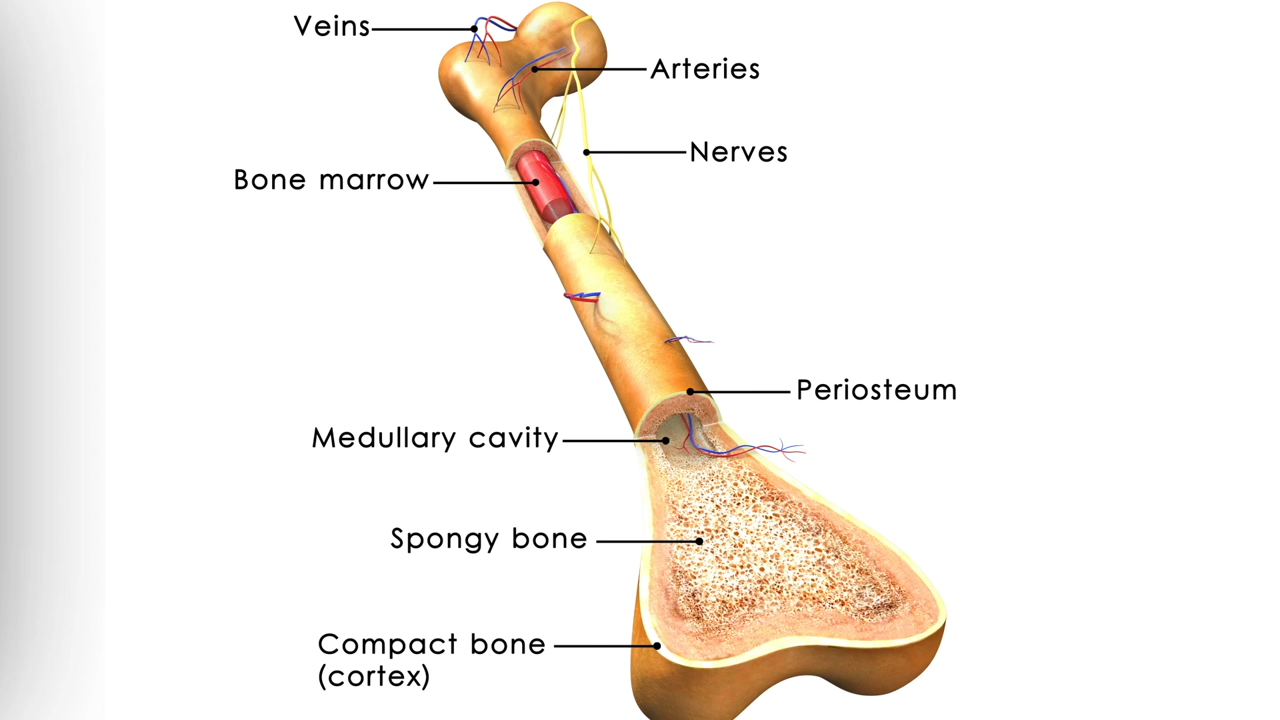 Veins
Arteries
Nerves
Bone marrow
Periosteum
Medullary cavity
Spongy bone
Compact bone
(cortex)